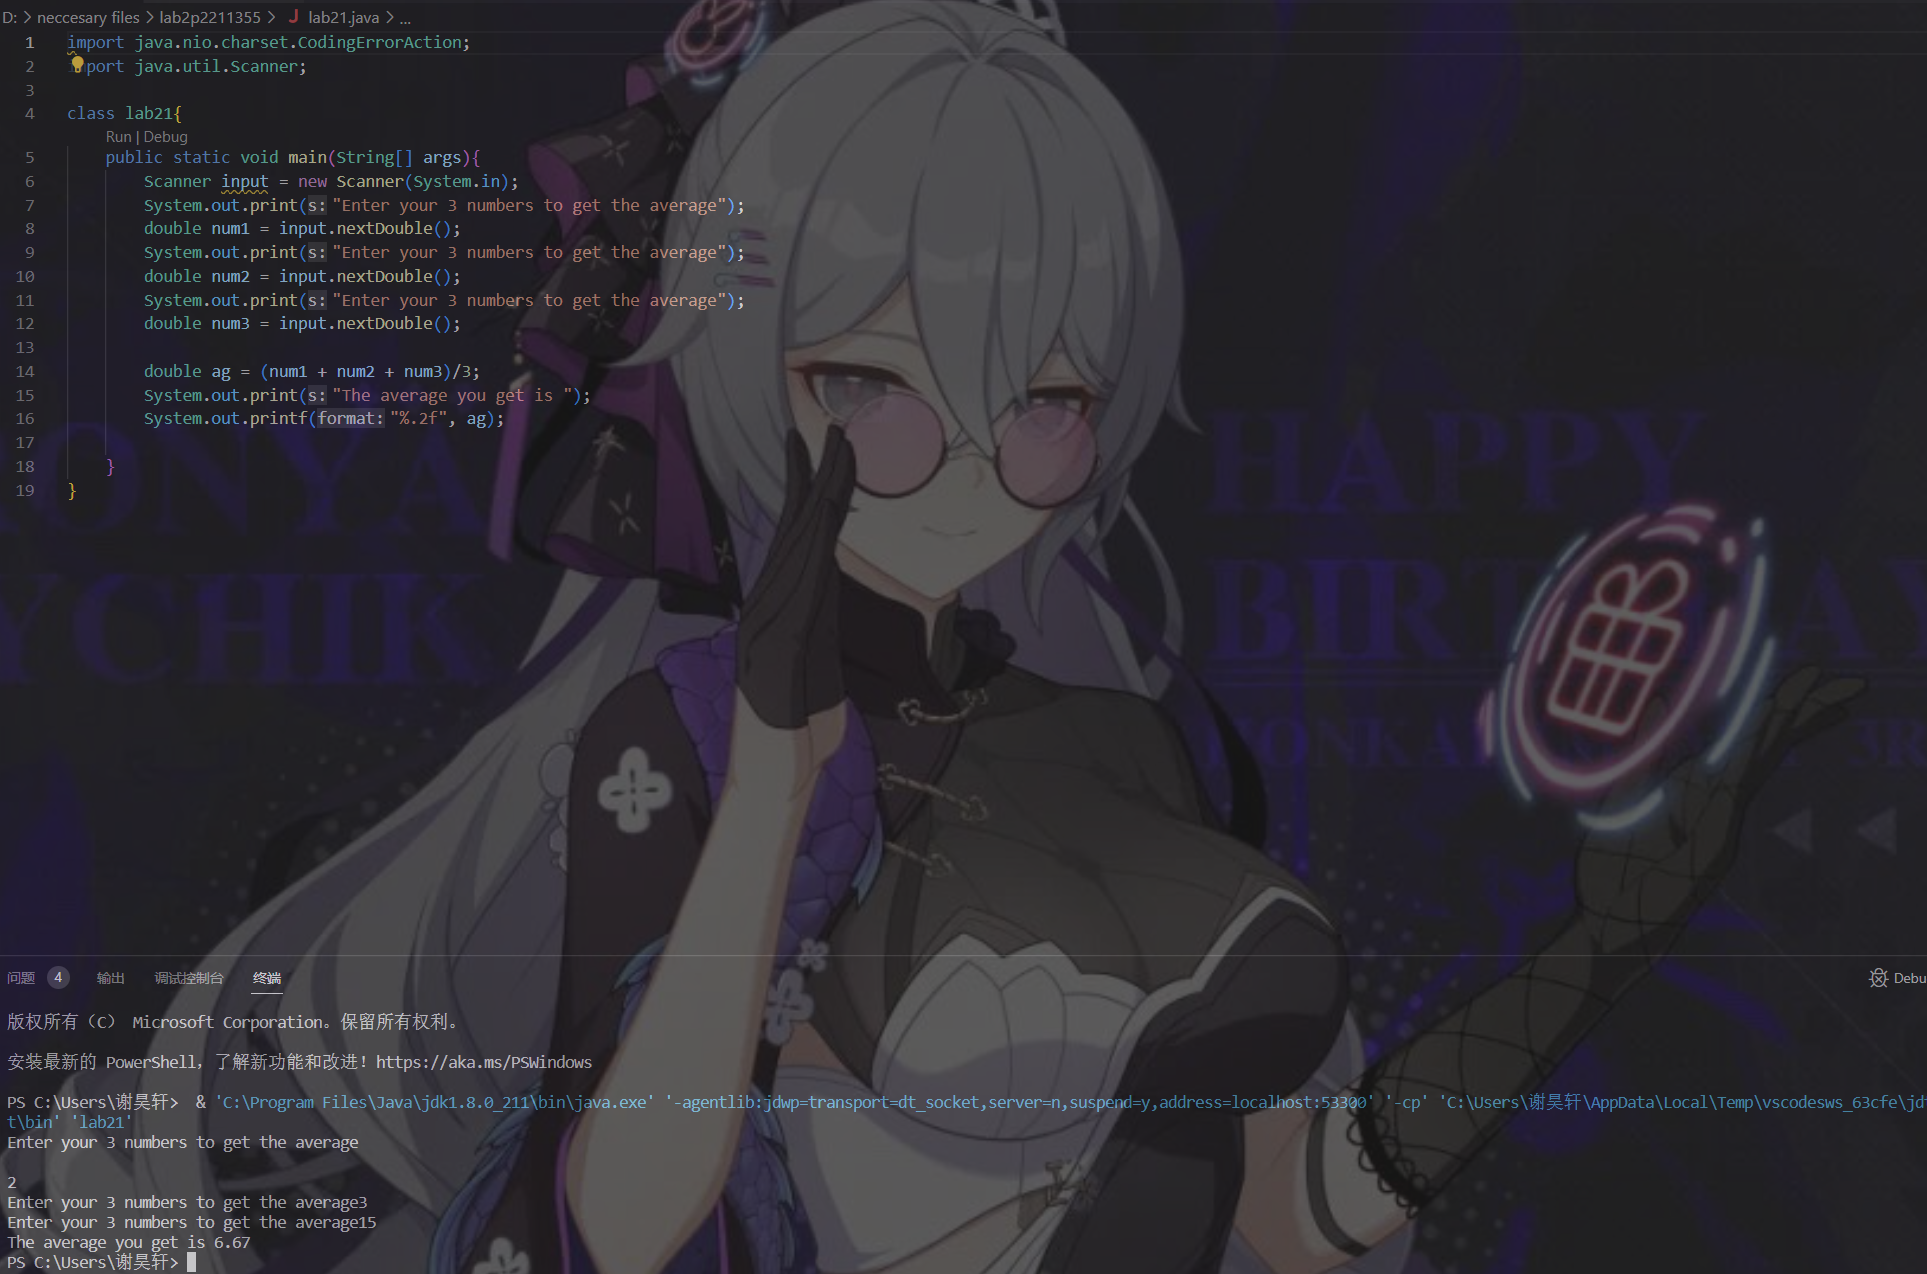 D: > neccesary files > lab2p2211355 > J lab21.java > ...
1 import java.nio.charset.CodingErrorAction;
2 import java.util.Scanner;
3
4 class lab21{
Run | Debug
5 public static void main(String[] args){
6 Scanner input = new Scanner(System.in);
7 System.out.print(s: "Enter your 3 numbers to get the average");
8 double num1 = input.nextDouble();
9 System.out.print(s: "Enter your 3 numbers to get the average");
10 double num2 = input.nextDouble();
11 System.out.print(s: "Enter your 3 numbers to get the average");
12 double num3 = input.nextDouble();
13
14 double ag = (num1 + num2 + num3)/3;
15 System.out.print(s: "The average you get is ");
16 System.out.printf(format: "%.2f", ag);
17
18 }
19 }
HAPPY
BIRTHDAY
问题 4 输出 调试控制台 终端
Debu
版权所有 (C) Microsoft Corporation。保留所有权利。
安装最新的 PowerShell，了解新功能和改进！https://aka.ms/PSWindows
PS C:\Users\谢昊轩> & 'C:\Program Files\Java\jdk1.8.0_211\bin\java.exe' '-agentlib:jdwp=transport=dt_socket,server=n,suspend=y,address=localhost:53300' '-cp' 'C:\Users\谢昊轩\AppData\Local\Temp\vscodesws_63cfe\jdt
t\bin' 'lab21'
Enter your 3 numbers to get the average
2
Enter your 3 numbers to get the average3
Enter your 3 numbers to get the average15
The average you get is 6.67
PS C:\Users\谢昊轩>